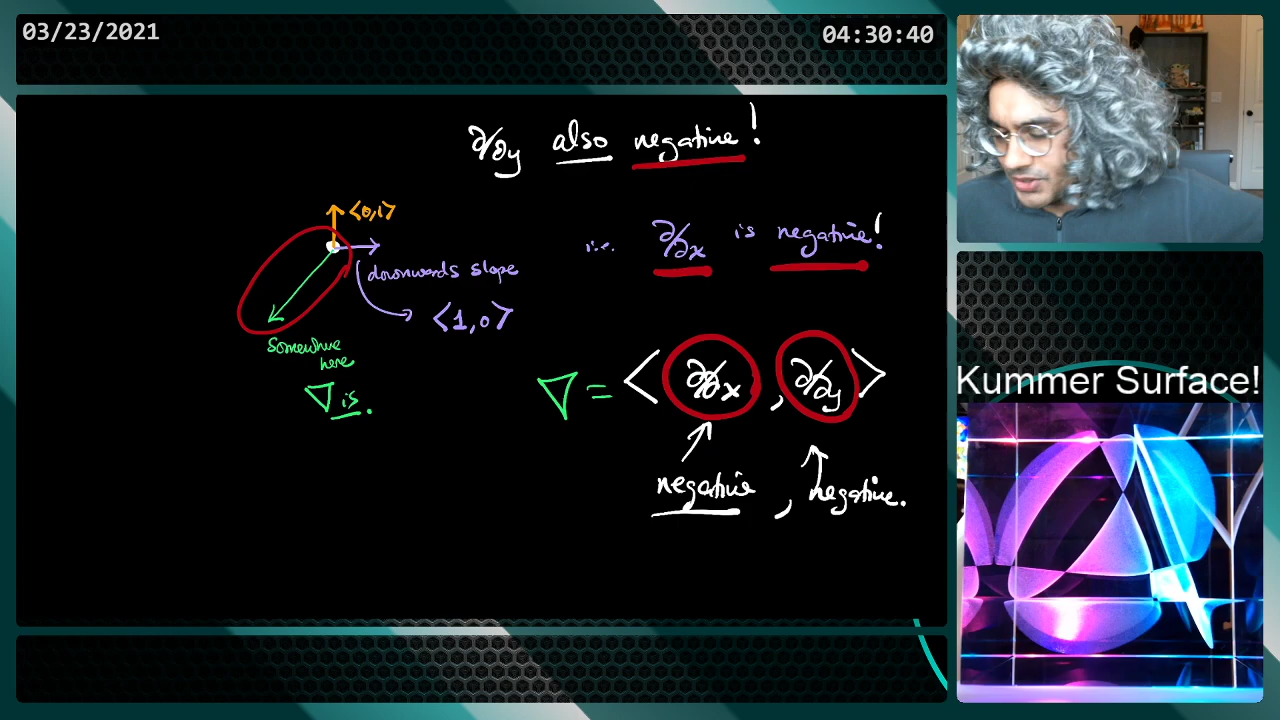 03/23/2021
04:30:40
∂/∂y also negative!
<0,1>
i.e. ∂/∂x is negative!
downwards slope
<1,0>
somewhere
here
∇ is.
∇ = < ∂/∂x , ∂/∂y >
negative , negative.
Kummer Surface!